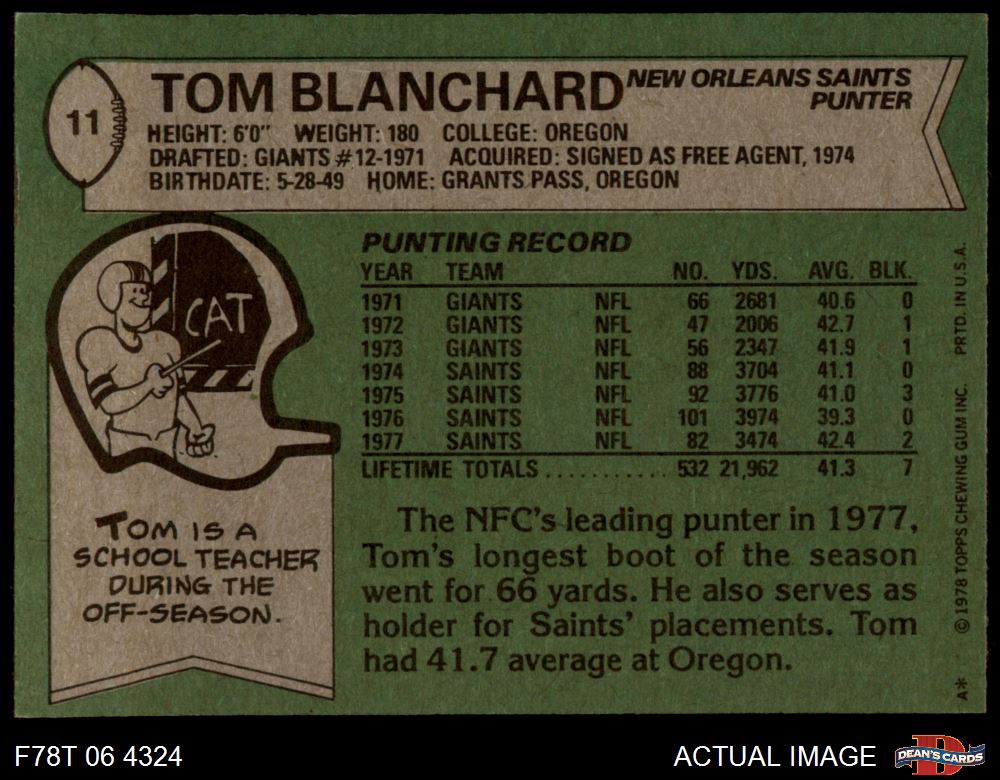 11
TOM BLANCHARD
NEW ORLEANS SAINTS
PUNTER
HEIGHT: 6'0" WEIGHT: 180 COLLEGE: OREGON
DRAFTED: GIANTS #12-1971 ACQUIRED: SIGNED AS FREE AGENT, 1974
BIRTHDATE: 5-28-49 HOME: GRANTS PASS, OREGON
CAT
TOM IS A
SCHOOL TEACHER
DURING THE
OFF-SEASON.
PUNTING RECORD
YEAR TEAM NO. YDS. AVG. BLK.
1971 GIANTS NFL 66 2681 40.6 0
1972 GIANTS NFL 47 2006 42.7 1
1973 GIANTS NFL 56 2347 41.9 1
1974 SAINTS NFL 88 3704 41.1 0
1975 SAINTS NFL 92 3776 41.0 3
1976 SAINTS NFL 101 3974 39.3 0
1977 SAINTS NFL 82 3474 42.4 2
LIFETIME TOTALS ........... 532 21,962 41.3 7
The NFC's leading punter in 1977,
Tom's longest boot of the season
went for 66 yards. He also serves as
holder for Saints' placements. Tom
had 41.7 average at Oregon.
A* © 1978 TOPPS CHEWING GUM INC. PRTD. IN U.S.A.
F78T 06 4324
ACTUAL IMAGE
D
DEAN'S CARDS